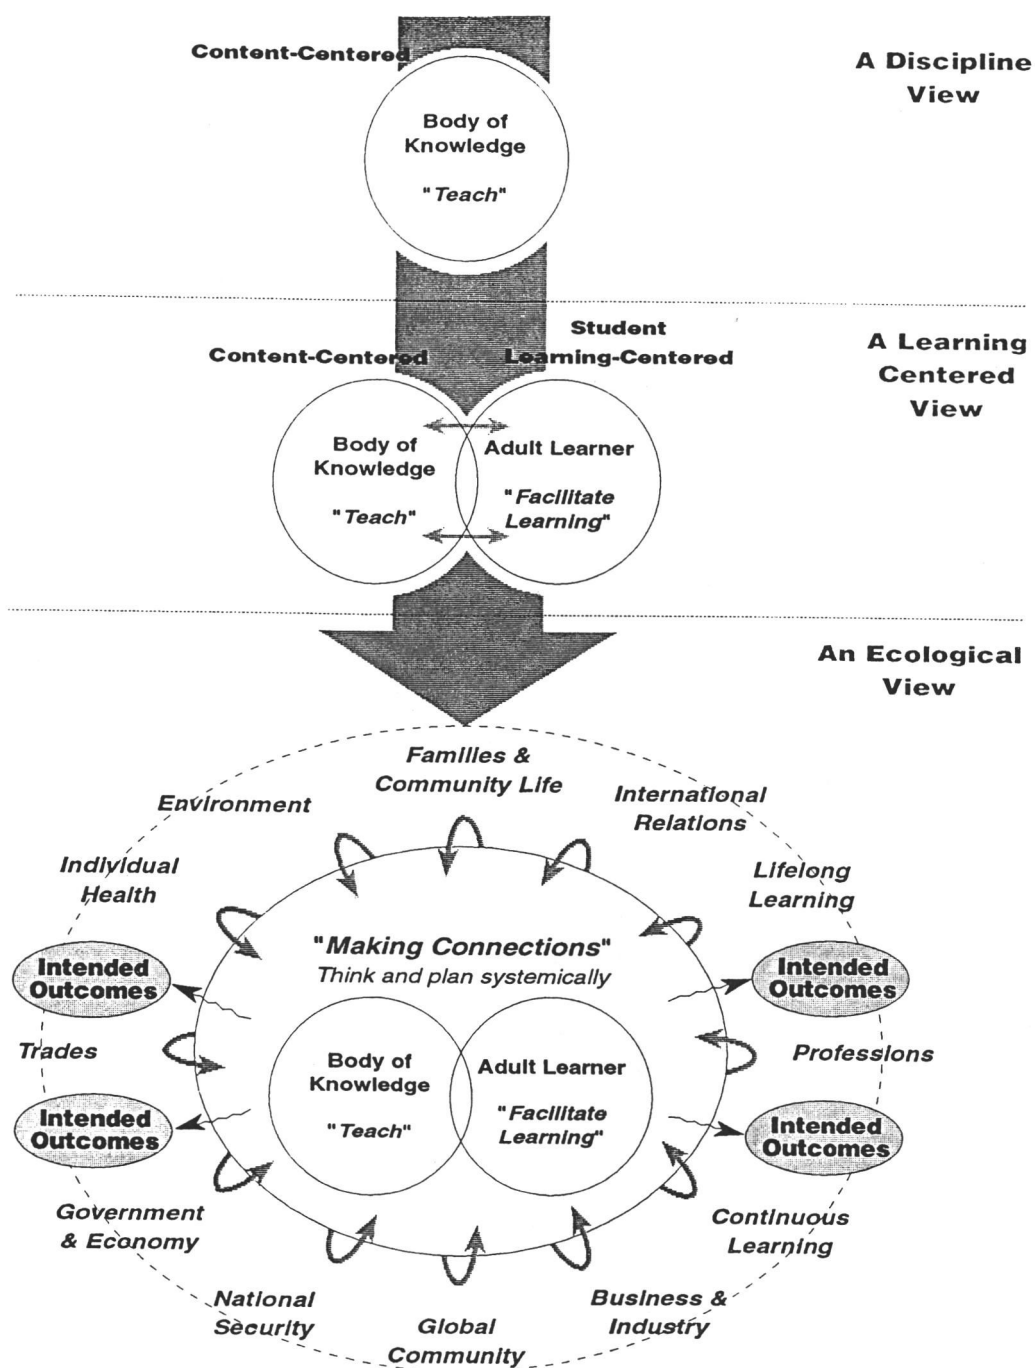 Content-Centered
A Discipline
View
Body of
Knowledge
"Teach"
Content-Centered
Student
Learning-Centered
A Learning
Centered
View
Body of
Knowledge
"Teach"
Adult Learner
"Facilitate
Learning"
An Ecological
View
Families &
Community Life
Environment
International
Relations
Individual
Health
Lifelong
Learning
"Making Connections"
Think and plan systemically
Intended
Outcomes
Intended
Outcomes
Trades
Professions
Body of
Knowledge
"Teach"
Adult Learner
"Facilitate
Learning"
Intended
Outcomes
Intended
Outcomes
Government
& Economy
Continuous
Learning
National
Security
Global
Community
Business &
Industry